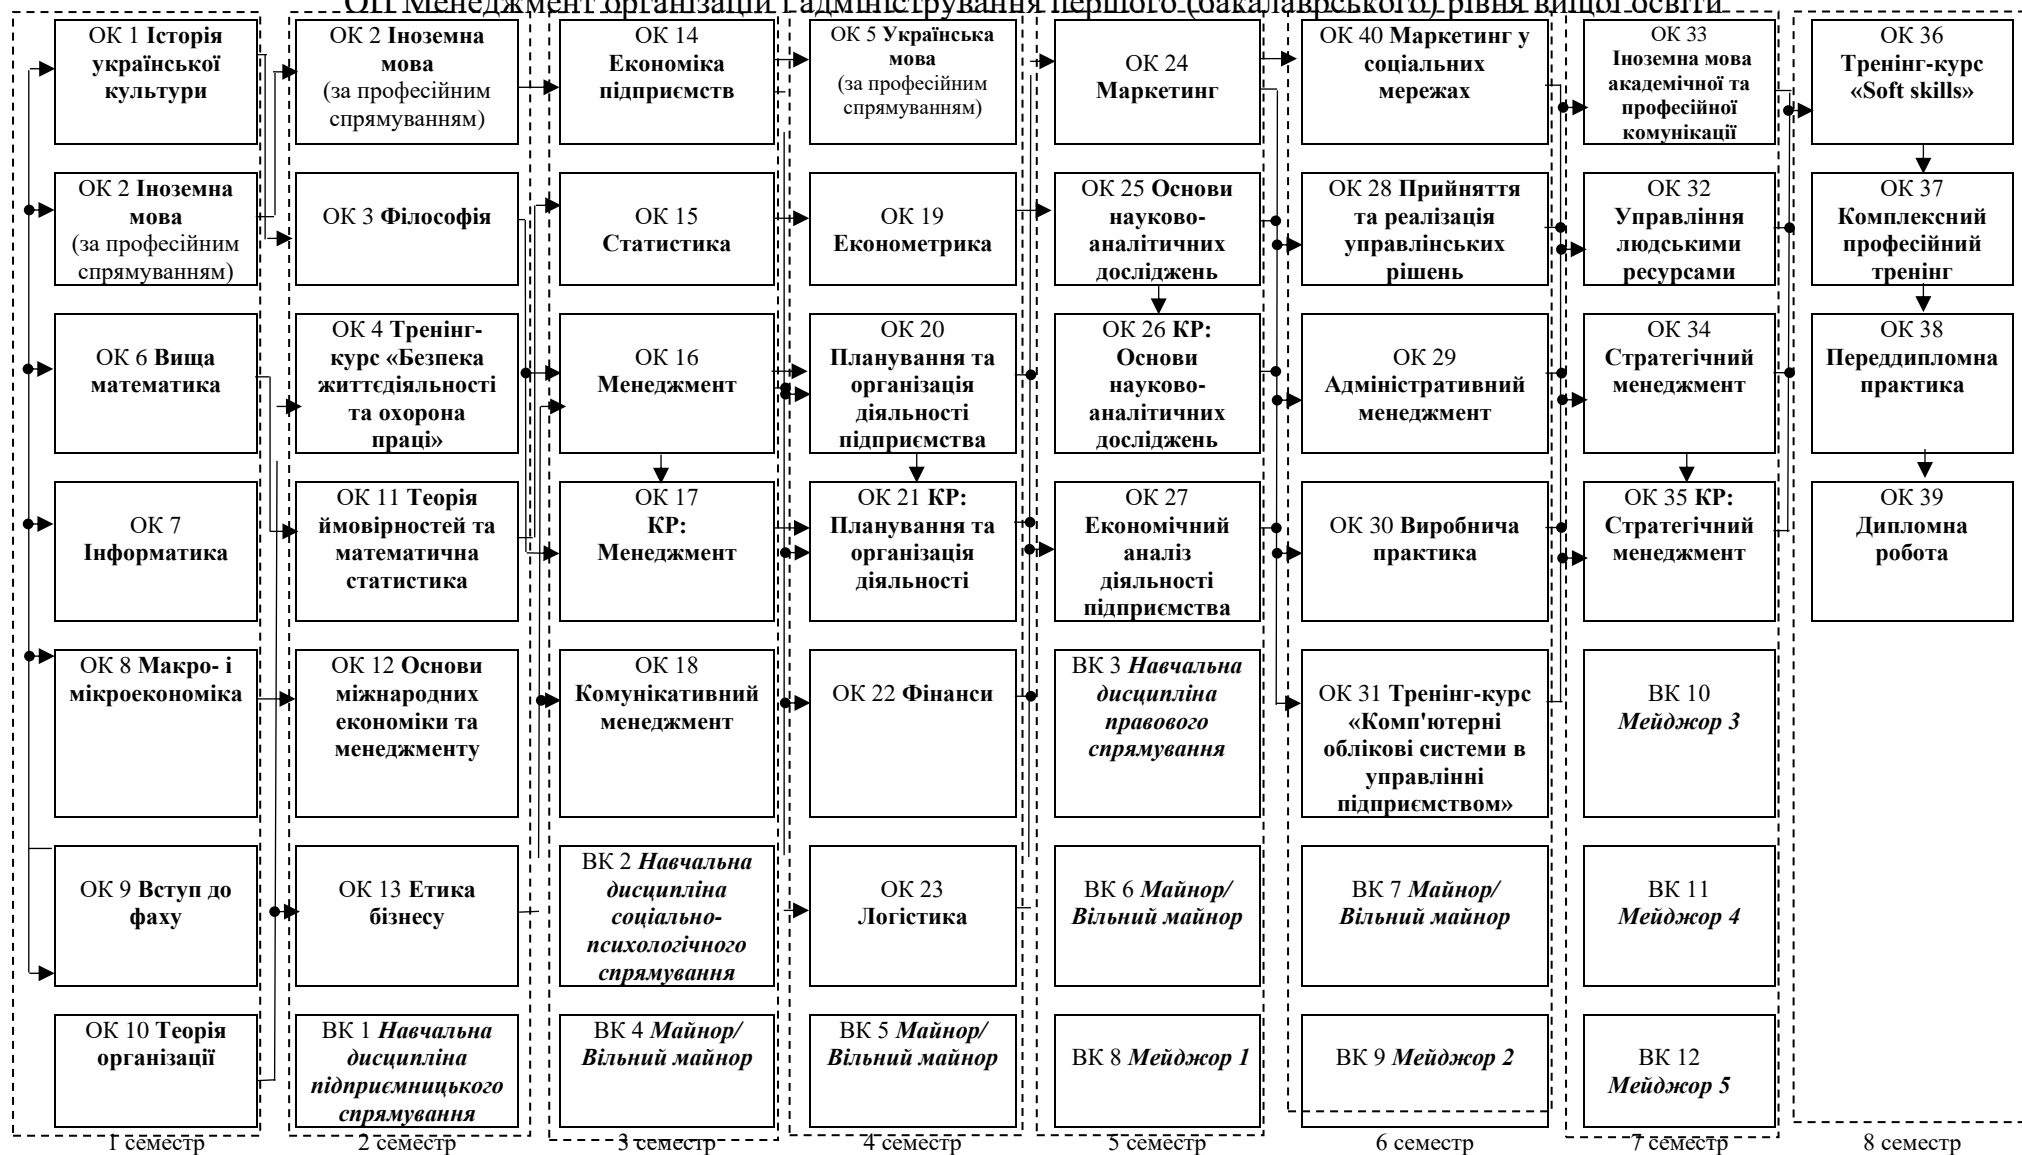 ОП Менеджмент організацій і адміністрування першого (бакалаврського) рівня вищої освіти
ОК 1 Історія
української
культури
ОК 2 Іноземна
мова
(за професійним
спрямуванням)
ОК 6 Вища
математика
ОК 7
Інформатика
ОК 8 Макро- і
мікроекономіка
ОК 9 Вступ до
фаху
ОК 10 Теорія
організації
1 семестр
ОК 2 Іноземна
мова
(за професійним
спрямуванням)
ОК 3 Філософія
ОК 4 Тренінг-
курс «Безпека
життєдіяльності
та охорона
праці»
ОК 11 Теорія
ймовірностей та
математична
статистика
ОК 12 Основи
міжнародних
економіки та
менеджменту
ОК 13 Етика
бізнесу
ВК 1 Навчальна
дисципліна
підприємницького
спрямування
2 семестр
ОК 14
Економіка
підприємств
ОК 15
Статистика
ОК 16
Менеджмент
ОК 17
КР:
Менеджмент
ОК 18
Комунікативний
менеджмент
ВК 2 Навчальна
дисципліна
соціально-
психологічного
спрямування
ВК 4 Майнор/
Вільний майнор
3 семестр
ОК 5 Українська
мова
(за професійним
спрямуванням)
ОК 19
Економетрика
ОК 20
Планування та
організація
діяльності
підприємства
ОК 21 КР:
Планування та
організація
діяльності
ОК 22 Фінанси
ОК 23
Логістика
ВК 5 Майнор/
Вільний майнор
4 семестр
ОК 24
Маркетинг
ОК 25 Основи
науково-
аналітичних
досліджень
ОК 26 КР:
Основи
науково-
аналітичних
досліджень
ОК 27
Економічний
аналіз
діяльності
підприємства
ВК 3 Навчальна
дисципліна
правового
спрямування
ВК 6 Майнор/
Вільний майнор
ВК 8 Мейджор 1
5 семестр
ОК 40 Маркетинг у
соціальних
мережах
ОК 28 Прийняття
та реалізація
управлінських
рішень
ОК 29
Адміністративний
менеджмент
ОК 30 Виробнича
практика
ОК 31 Тренінг-курс
«Комп'ютерні
облікові системи в
управлінні
підприємством»
ВК 7 Майнор/
Вільний майнор
ВК 9 Мейджор 2
6 семестр
ОК 33
Іноземна мова
академічної та
професійної
комунікації
ОК 32
Управління
людськими
ресурсами
ОК 34
Стратегічний
менеджмент
ОК 35 КР:
Стратегічний
менеджмент
ВК 10
Мейджор 3
ВК 11
Мейджор 4
ВК 12
Мейджор 5
7 семестр
ОК 36
Тренінг-курс
«Soft skills»
ОК 37
Комплексний
професійний
тренінг
ОК 38
Переддипломна
практика
ОК 39
Дипломна
робота
8 семестр